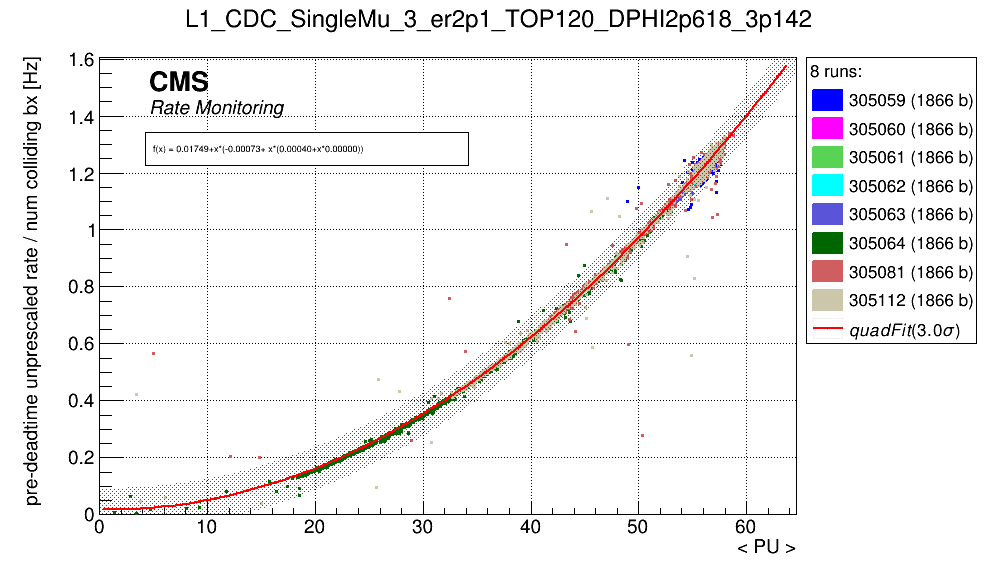 L1_CDC_SingleMu_3_er2p1_TOP120_DPHI2p618_3p142
pre-deadtime unprescaled rate / num colliding bx [Hz]
1.6
1.4
1.2
1
0.8
0.6
0.4
0.2
0
CMS
Rate Monitoring
f(x) = 0.01749+x*(-0.00073+ x*(0.00040+x*0.00000))
0 10 20 30 40 50 60
< PU >
8 runs:
305059 (1866 b)
305060 (1866 b)
305061 (1866 b)
305062 (1866 b)
305063 (1866 b)
305064 (1866 b)
305081 (1866 b)
305112 (1866 b)
quadFit(3.0σ)